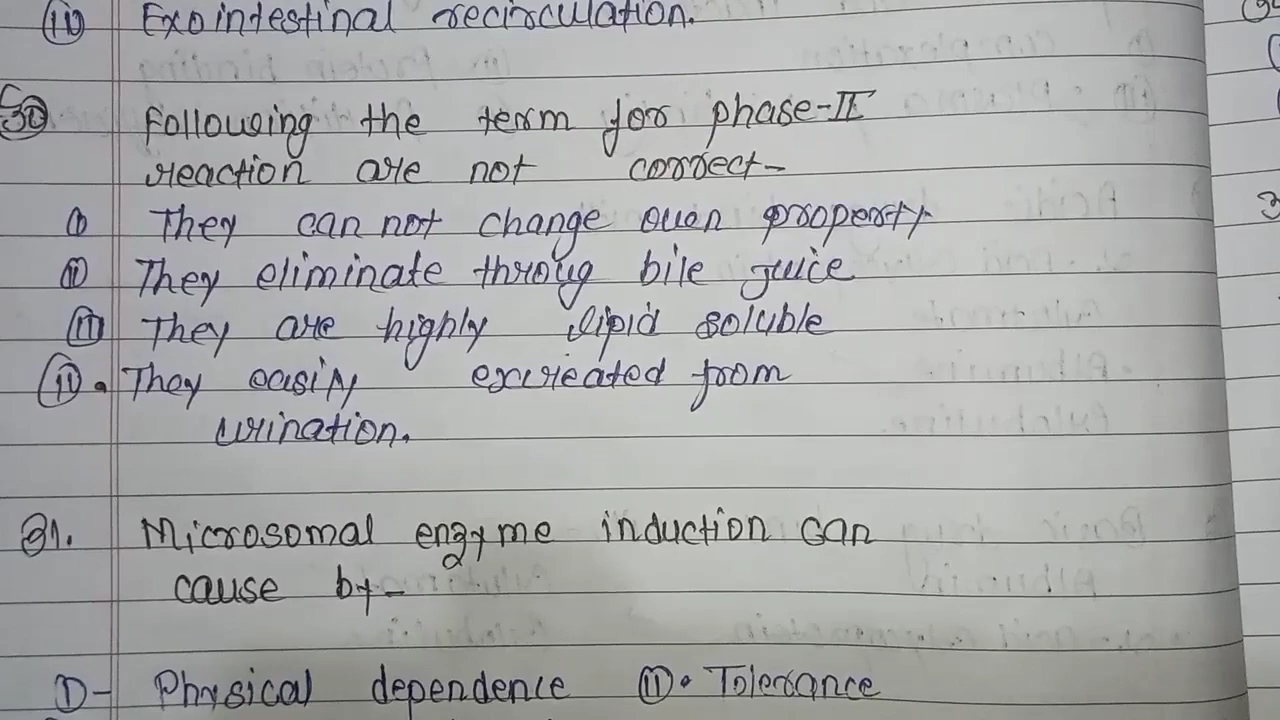 (iv) Exointestinal recirculation.
30 Following the term for phase-II
reaction are not correct-
(i) They can not change ouen property
(ii) They eliminate throug bile juice
(iii) They are highly lipid soluble
(iv). They easily excreated from
urination.
31. Microsomal enzyme induction can
cause by-
(i)- Physical dependence (ii). Tolerance